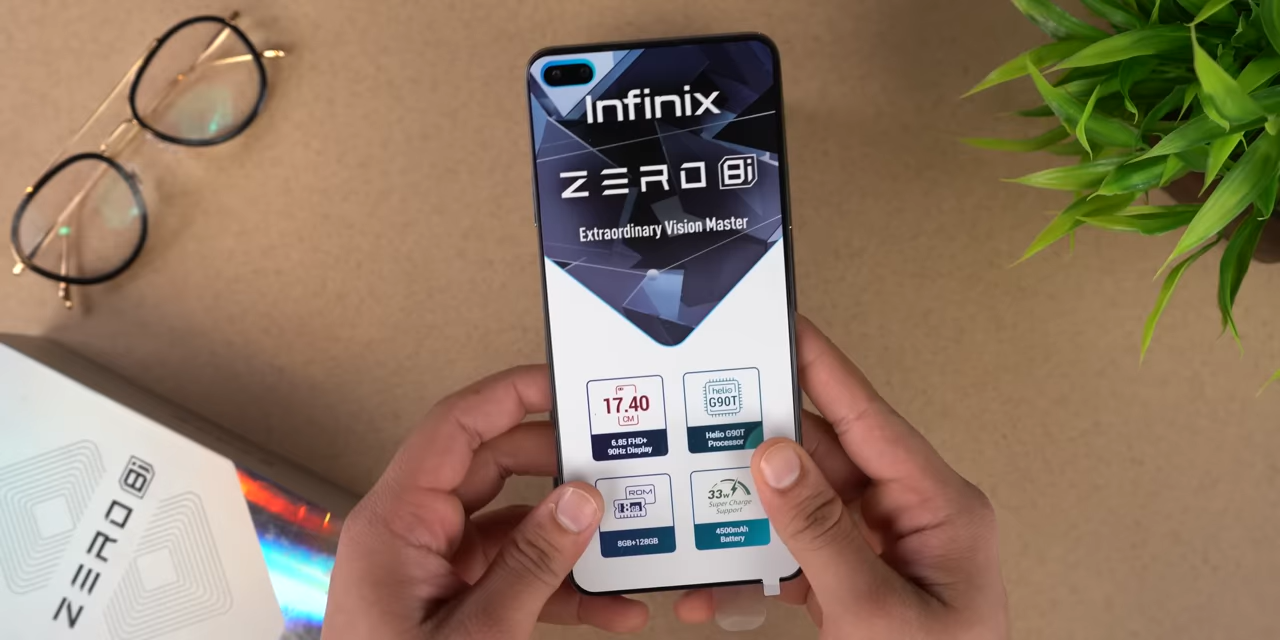 Infinix
ZERO 8i
Extraordinary Vision Master
17.40
CM
6.85 FHD+
90Hz Display
helio
G90T
Helio G90T
Processor
ROM
8GB
8GB+128GB
33W
Super Charge
Support
4500mAh
Battery
ZERO 8i